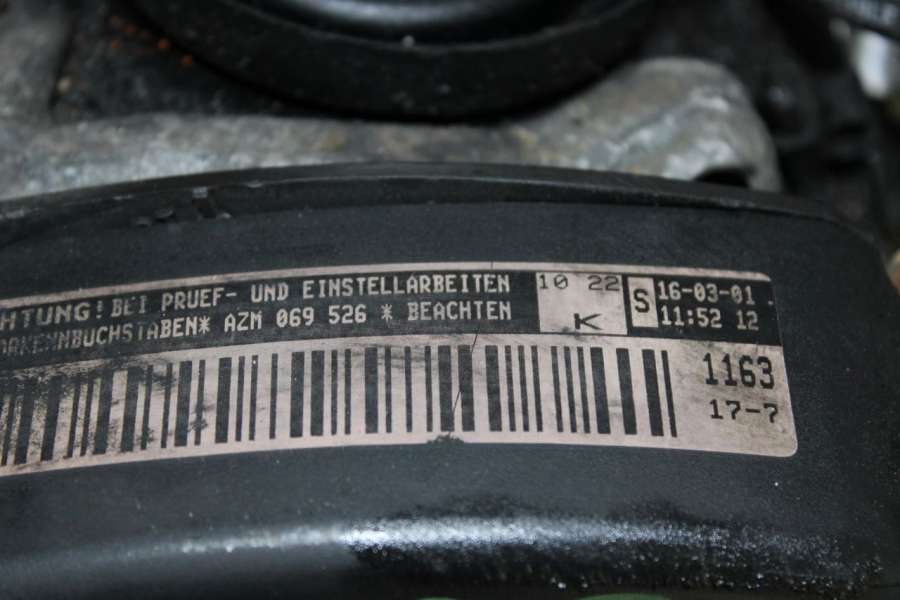 HTUNG! BEI PRUEF- UND EINSTELLARBEITEN
ORKENNBUCHSTABEN* AZM 069 526 * BEACHTEN
10 22
K
S
16-03-01
11:52 12
1163
17-7